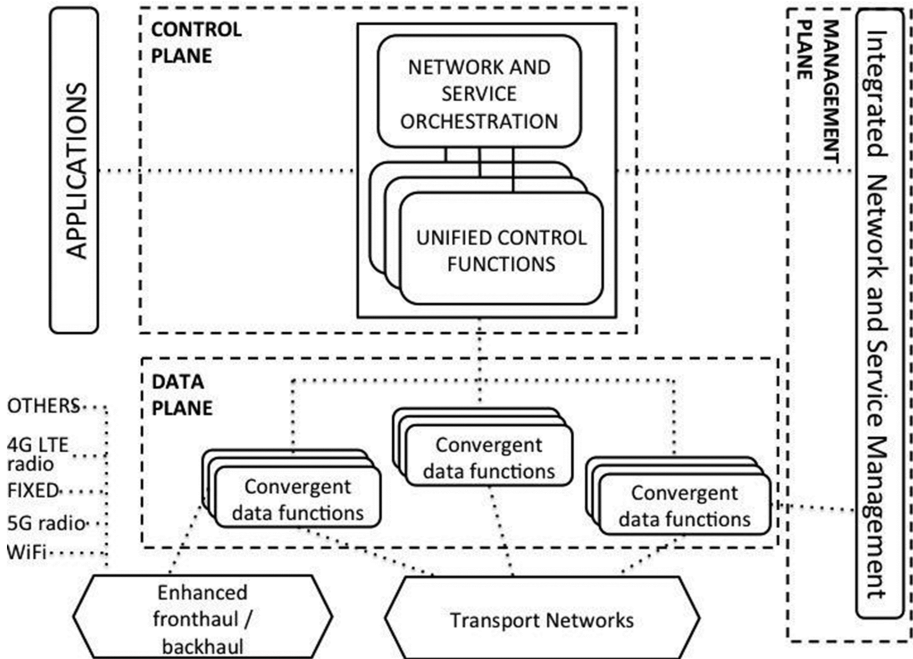 APPLICATIONS
CONTROL
PLANE
NETWORK AND
SERVICE
ORCHESTRATION
UNIFIED CONTROL
FUNCTIONS
MANAGEMENT
PLANE
Integrated Network and Service Management
DATA
PLANE
OTHERS
4G LTE
radio
FIXED
5G radio
WiFi
Convergent
data functions
Convergent
data functions
Convergent
data functions
Enhanced
fronthaul /
backhaul
Transport Networks